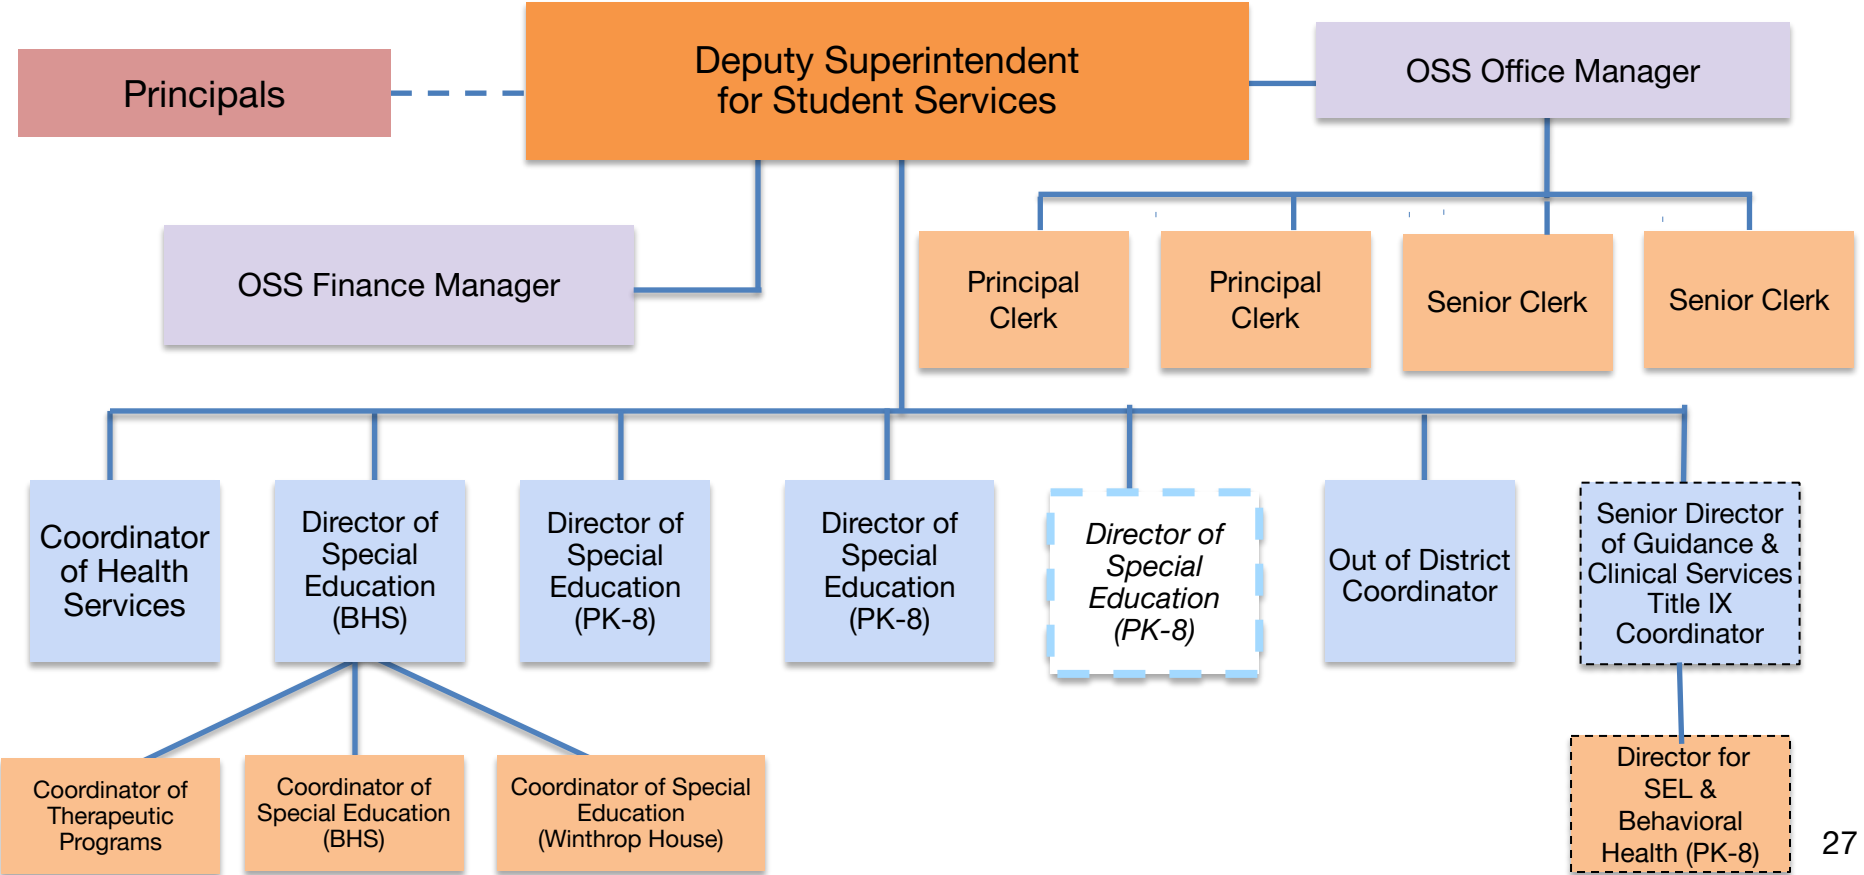 Principals
Deputy Superintendent
for Student Services
OSS Office Manager
OSS Finance Manager
Principal
Clerk
Principal
Clerk
Senior Clerk
Senior Clerk
Coordinator
of Health
Services
Director of
Special
Education
(BHS)
Director of
Special
Education
(PK-8)
Director of
Special
Education
(PK-8)
Director of
Special
Education
(PK-8)
Out of District
Coordinator
Senior Director
of Guidance &
Clinical Services
Title IX
Coordinator
Coordinator of
Therapeutic
Programs
Coordinator of
Special Education
(BHS)
Coordinator of Special
Education
(Winthrop House)
Director for
SEL &
Behavioral
Health (PK-8)
27